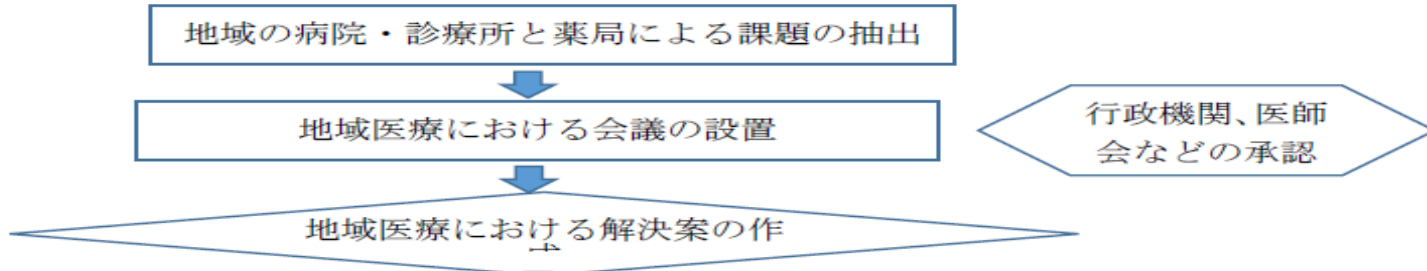 地域の病院・診療所と薬局による課題の抽出
地域医療における会議の設置
行政機関、医師
会などの承認
地域医療における解決案の作